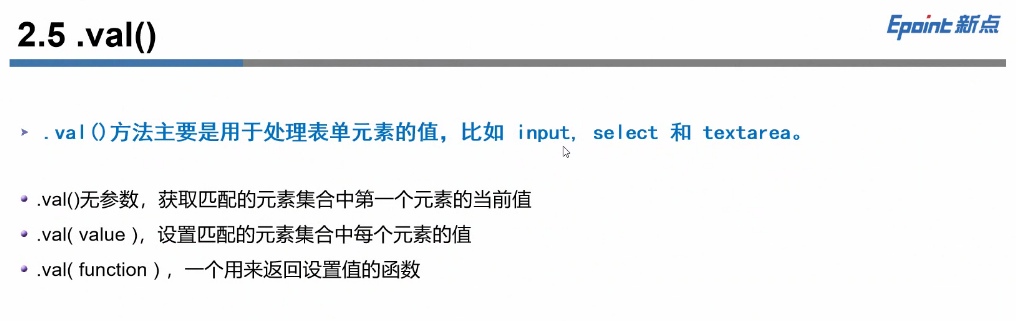 2.5 .val()
Epoint 新点
.val()方法主要是用于处理表单元素的值，比如 input, select 和 textarea。
.val()无参数，获取匹配的元素集合中第一个元素的当前值
.val( value )，设置匹配的元素集合中每个元素的值
.val( function ) ，一个用来返回设置值的函数